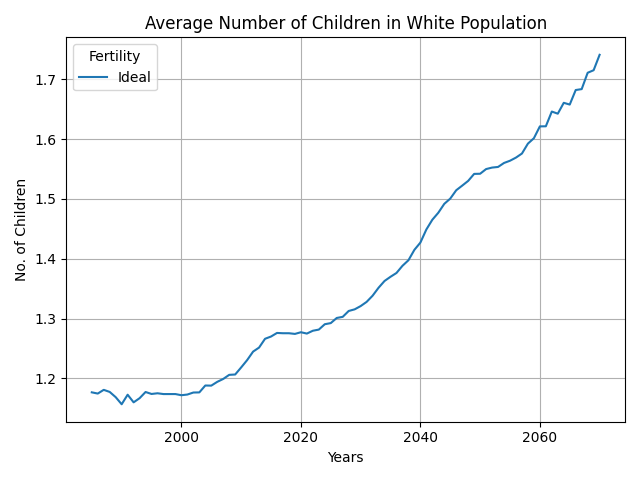 Average Number of Children in White Population
Fertility
Ideal
No. of Children
1.7
1.6
1.5
1.4
1.3
1.2
2000 2020 2040 2060
Years